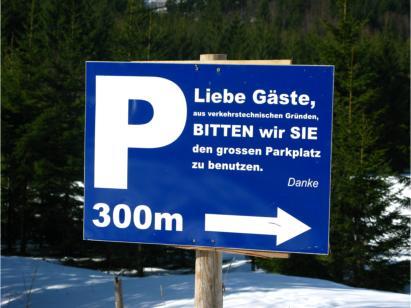 P
Liebe Gäste,
aus verkehrstechnischen Gründen,
BITTEN wir SIE
den grossen Parkplatz
zu benutzen.
Danke
300m